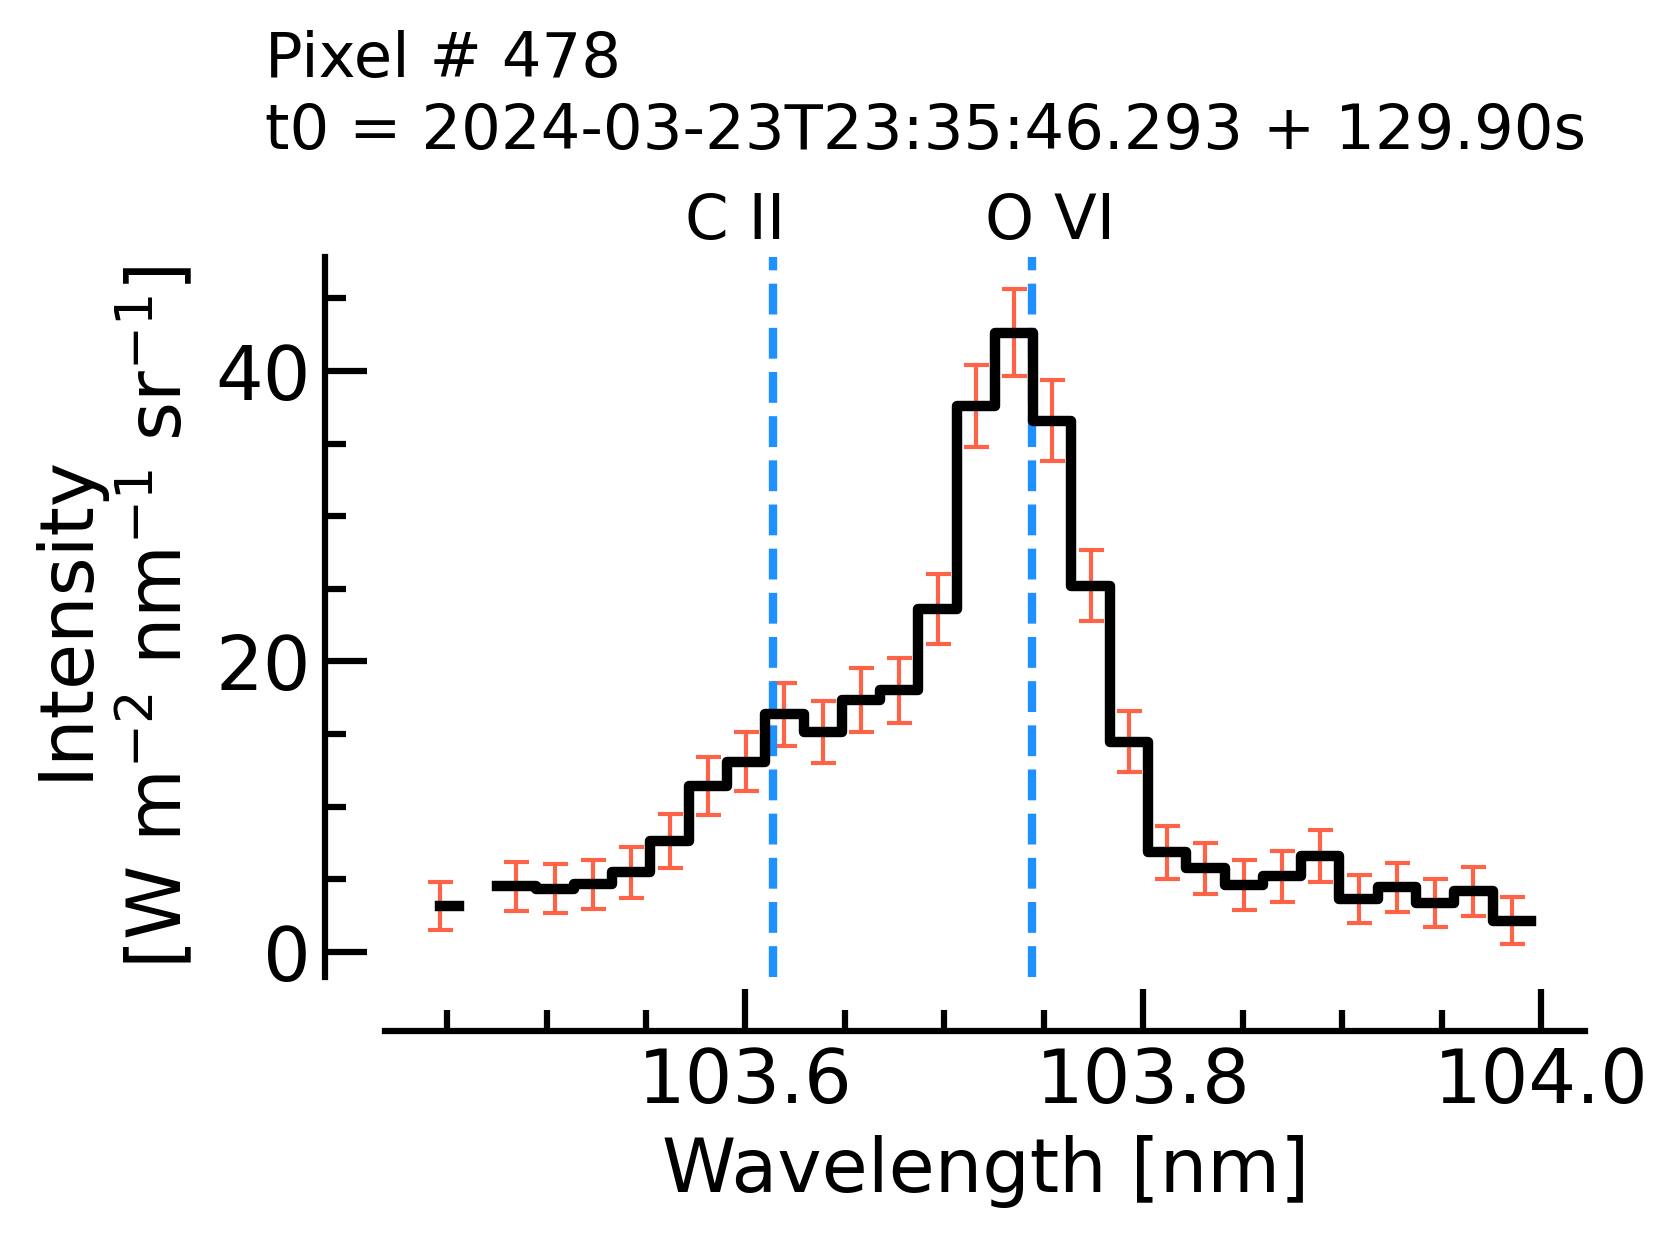 Pixel # 478
t0 = 2024-03-23T23:35:46.293 + 129.90s
C II O VI
Intensity
[W m⁻² nm⁻¹ sr⁻¹]
40
20
0
103.6 103.8 104.0
Wavelength [nm]